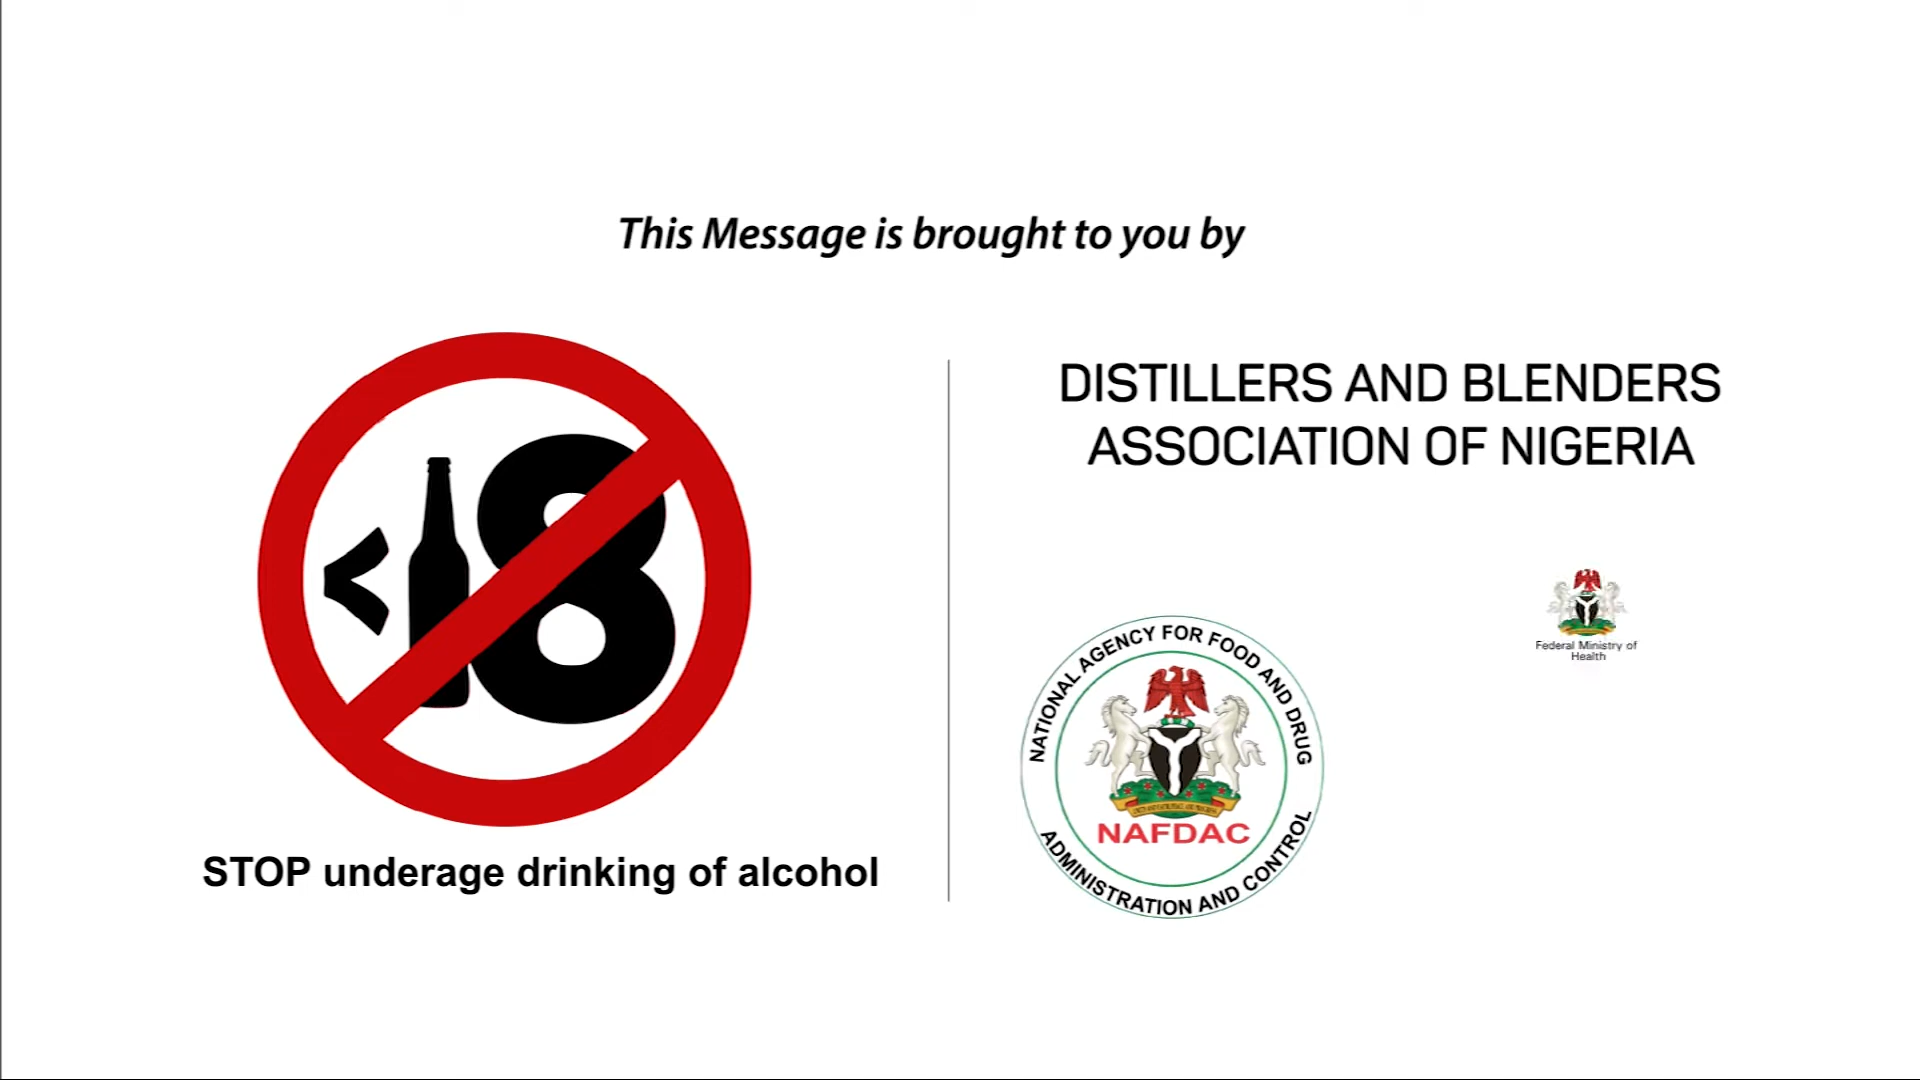 This Message is brought to you by
<18
STOP underage drinking of alcohol
DISTILLERS AND BLENDERS
ASSOCIATION OF NIGERIA
NATIONAL AGENCY FOR FOOD AND DRUG
NAFDAC
ADMINISTRATION AND CONTROL
Federal Ministry of
Health